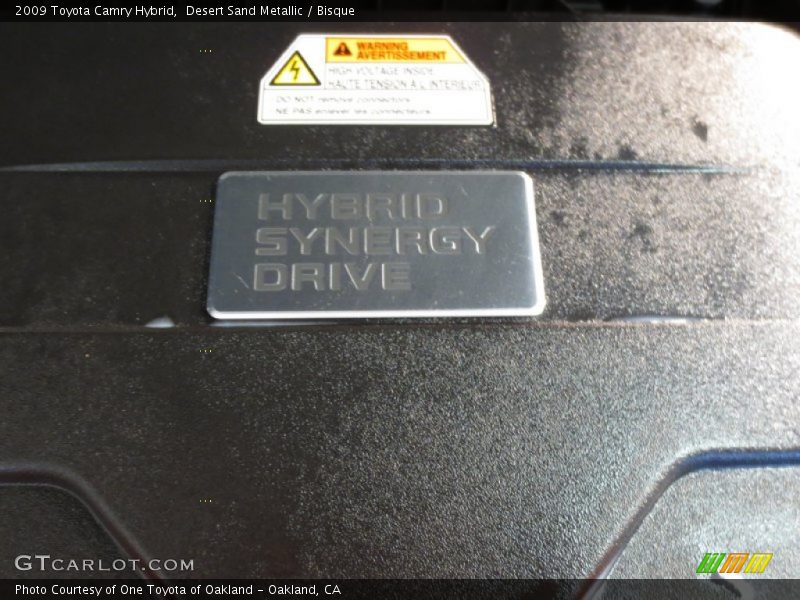 2009 Toyota Camry Hybrid, Desert Sand Metallic / Bisque
WARNING
AVERTISSEMENT
HIGH VOLTAGE INSIDE
HAUTE TENSION À L'INTÉRIEUR
DO NOT remove connectors.
NE PAS enlever les connecteurs.
HYBRID
SYNERGY
DRIVE
GTCARLOT.COM
Photo Courtesy of One Toyota of Oakland - Oakland, CA